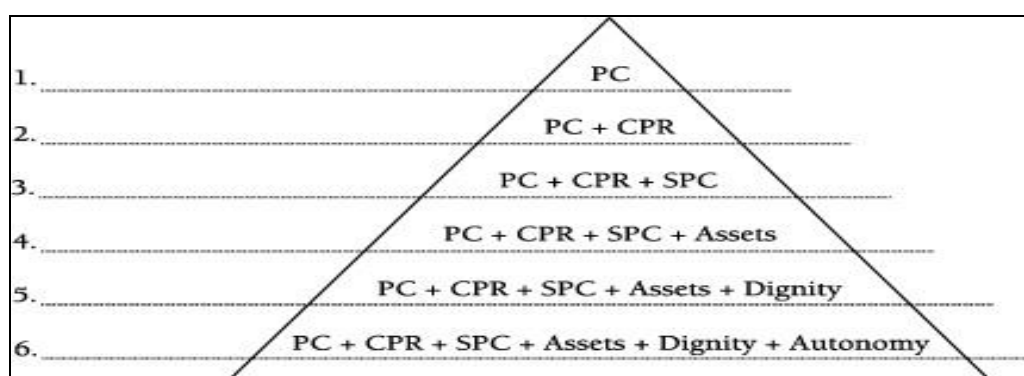 1. PC
2. PC + CPR
3. PC + CPR + SPC
4. PC + CPR + SPC + Assets
5. PC + CPR + SPC + Assets + Dignity
6. PC + CPR + SPC + Assets + Dignity + Autonomy